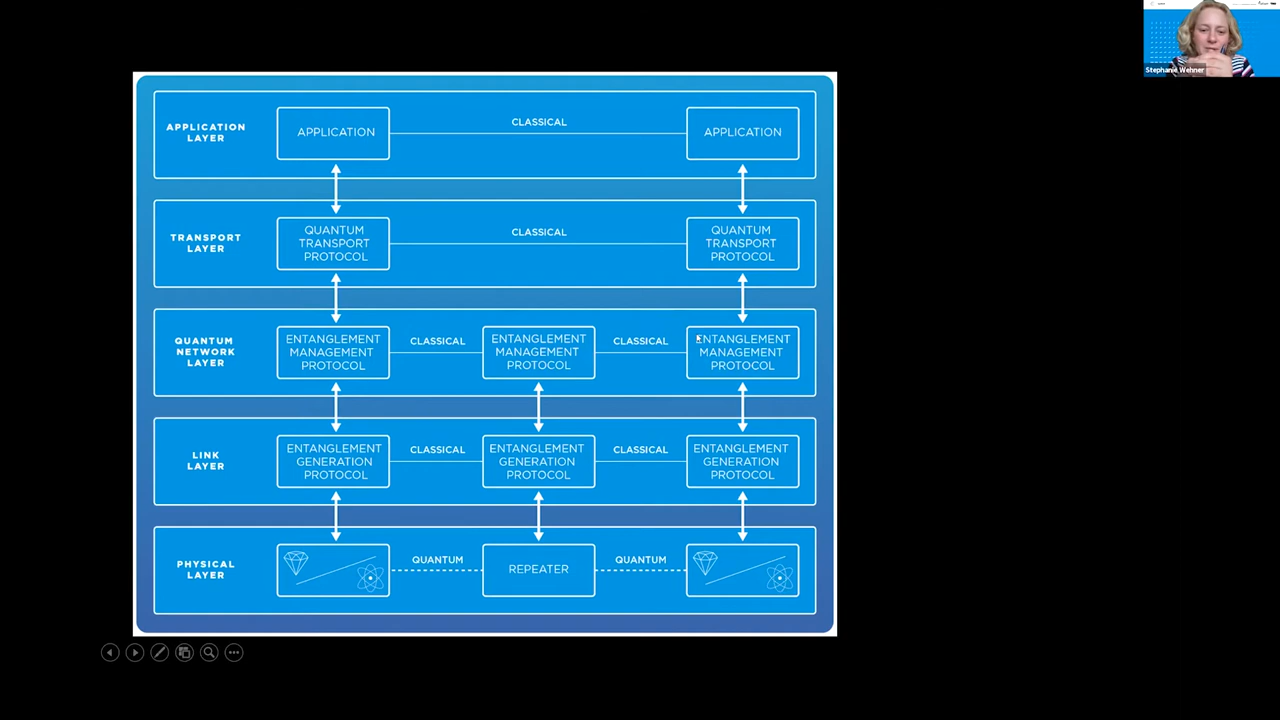 Stephanie Wehner
APPLICATION
LAYER
APPLICATION
CLASSICAL
APPLICATION
TRANSPORT
LAYER
QUANTUM
TRANSPORT
PROTOCOL
CLASSICAL
QUANTUM
TRANSPORT
PROTOCOL
QUANTUM
NETWORK
LAYER
ENTANGLEMENT
MANAGEMENT
PROTOCOL
CLASSICAL
ENTANGLEMENT
MANAGEMENT
PROTOCOL
CLASSICAL
ENTANGLEMENT
MANAGEMENT
PROTOCOL
LINK
LAYER
ENTANGLEMENT
GENERATION
PROTOCOL
CLASSICAL
ENTANGLEMENT
GENERATION
PROTOCOL
CLASSICAL
ENTANGLEMENT
GENERATION
PROTOCOL
PHYSICAL
LAYER
QUANTUM
REPEATER
QUANTUM